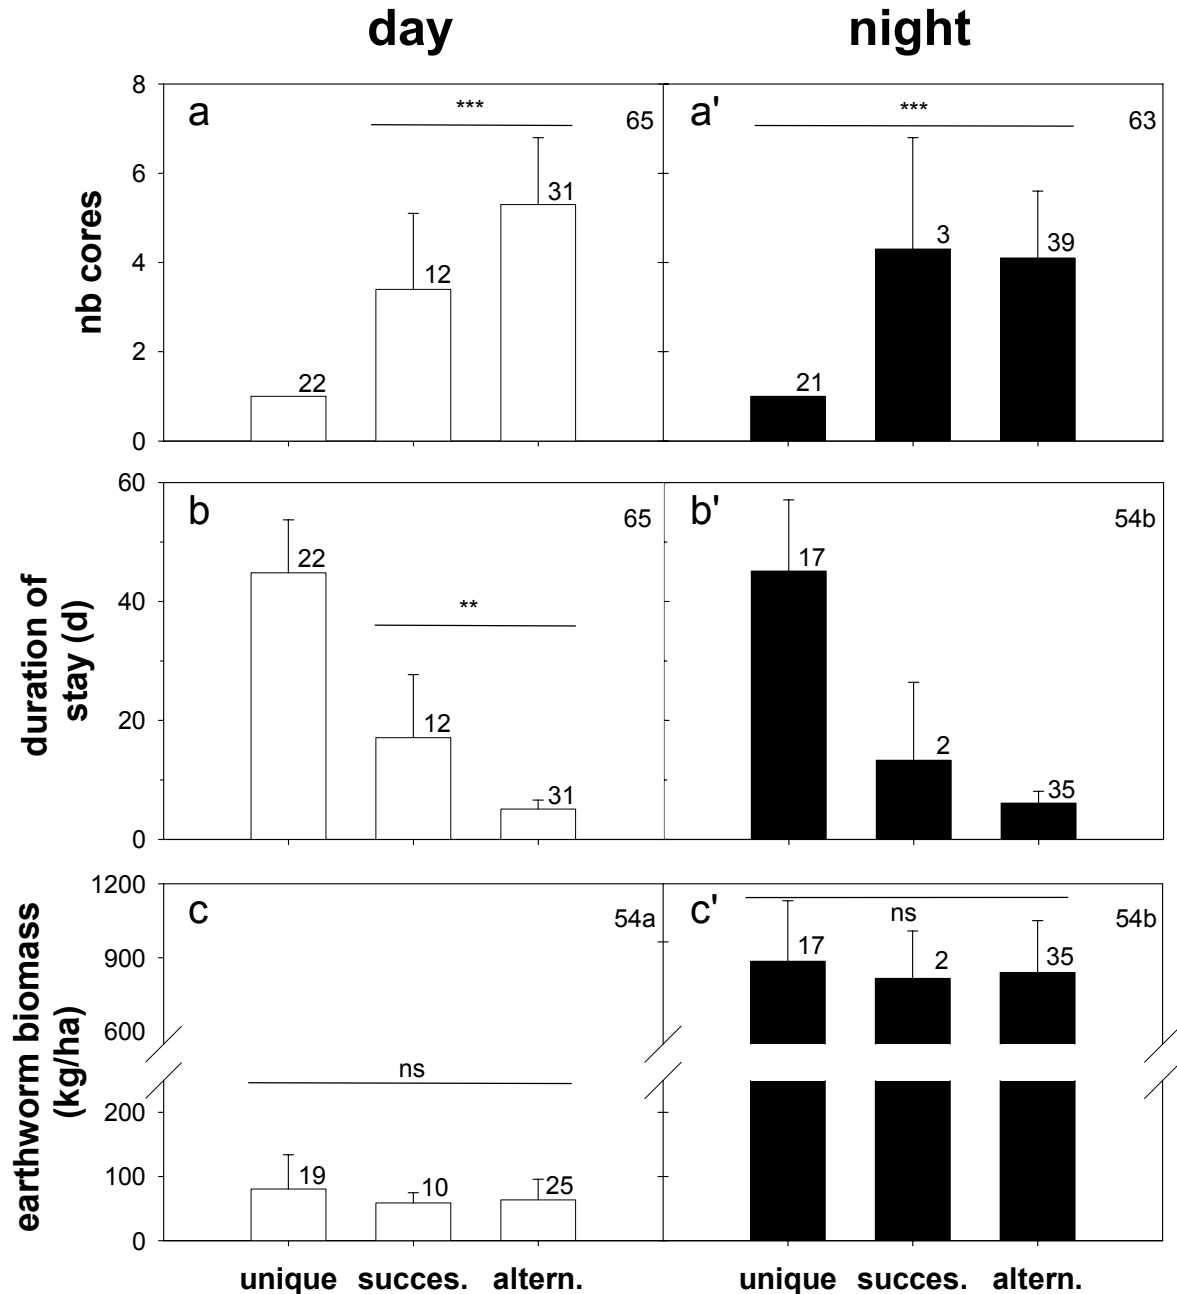 day
night
nb cores
8
6
4
2
0
a
***
65
22
12
31
a'
***
63
21
3
39
duration of
stay (d)
60
40
20
0
b
65
22
**
12
31
b'
54b
17
2
35
earthworm biomass
(kg/ha)
1200
900
600
200
100
0
c
54a
ns
19
10
25
c'
ns
54b
17
2
35
unique succes. altern.
unique succes. altern.